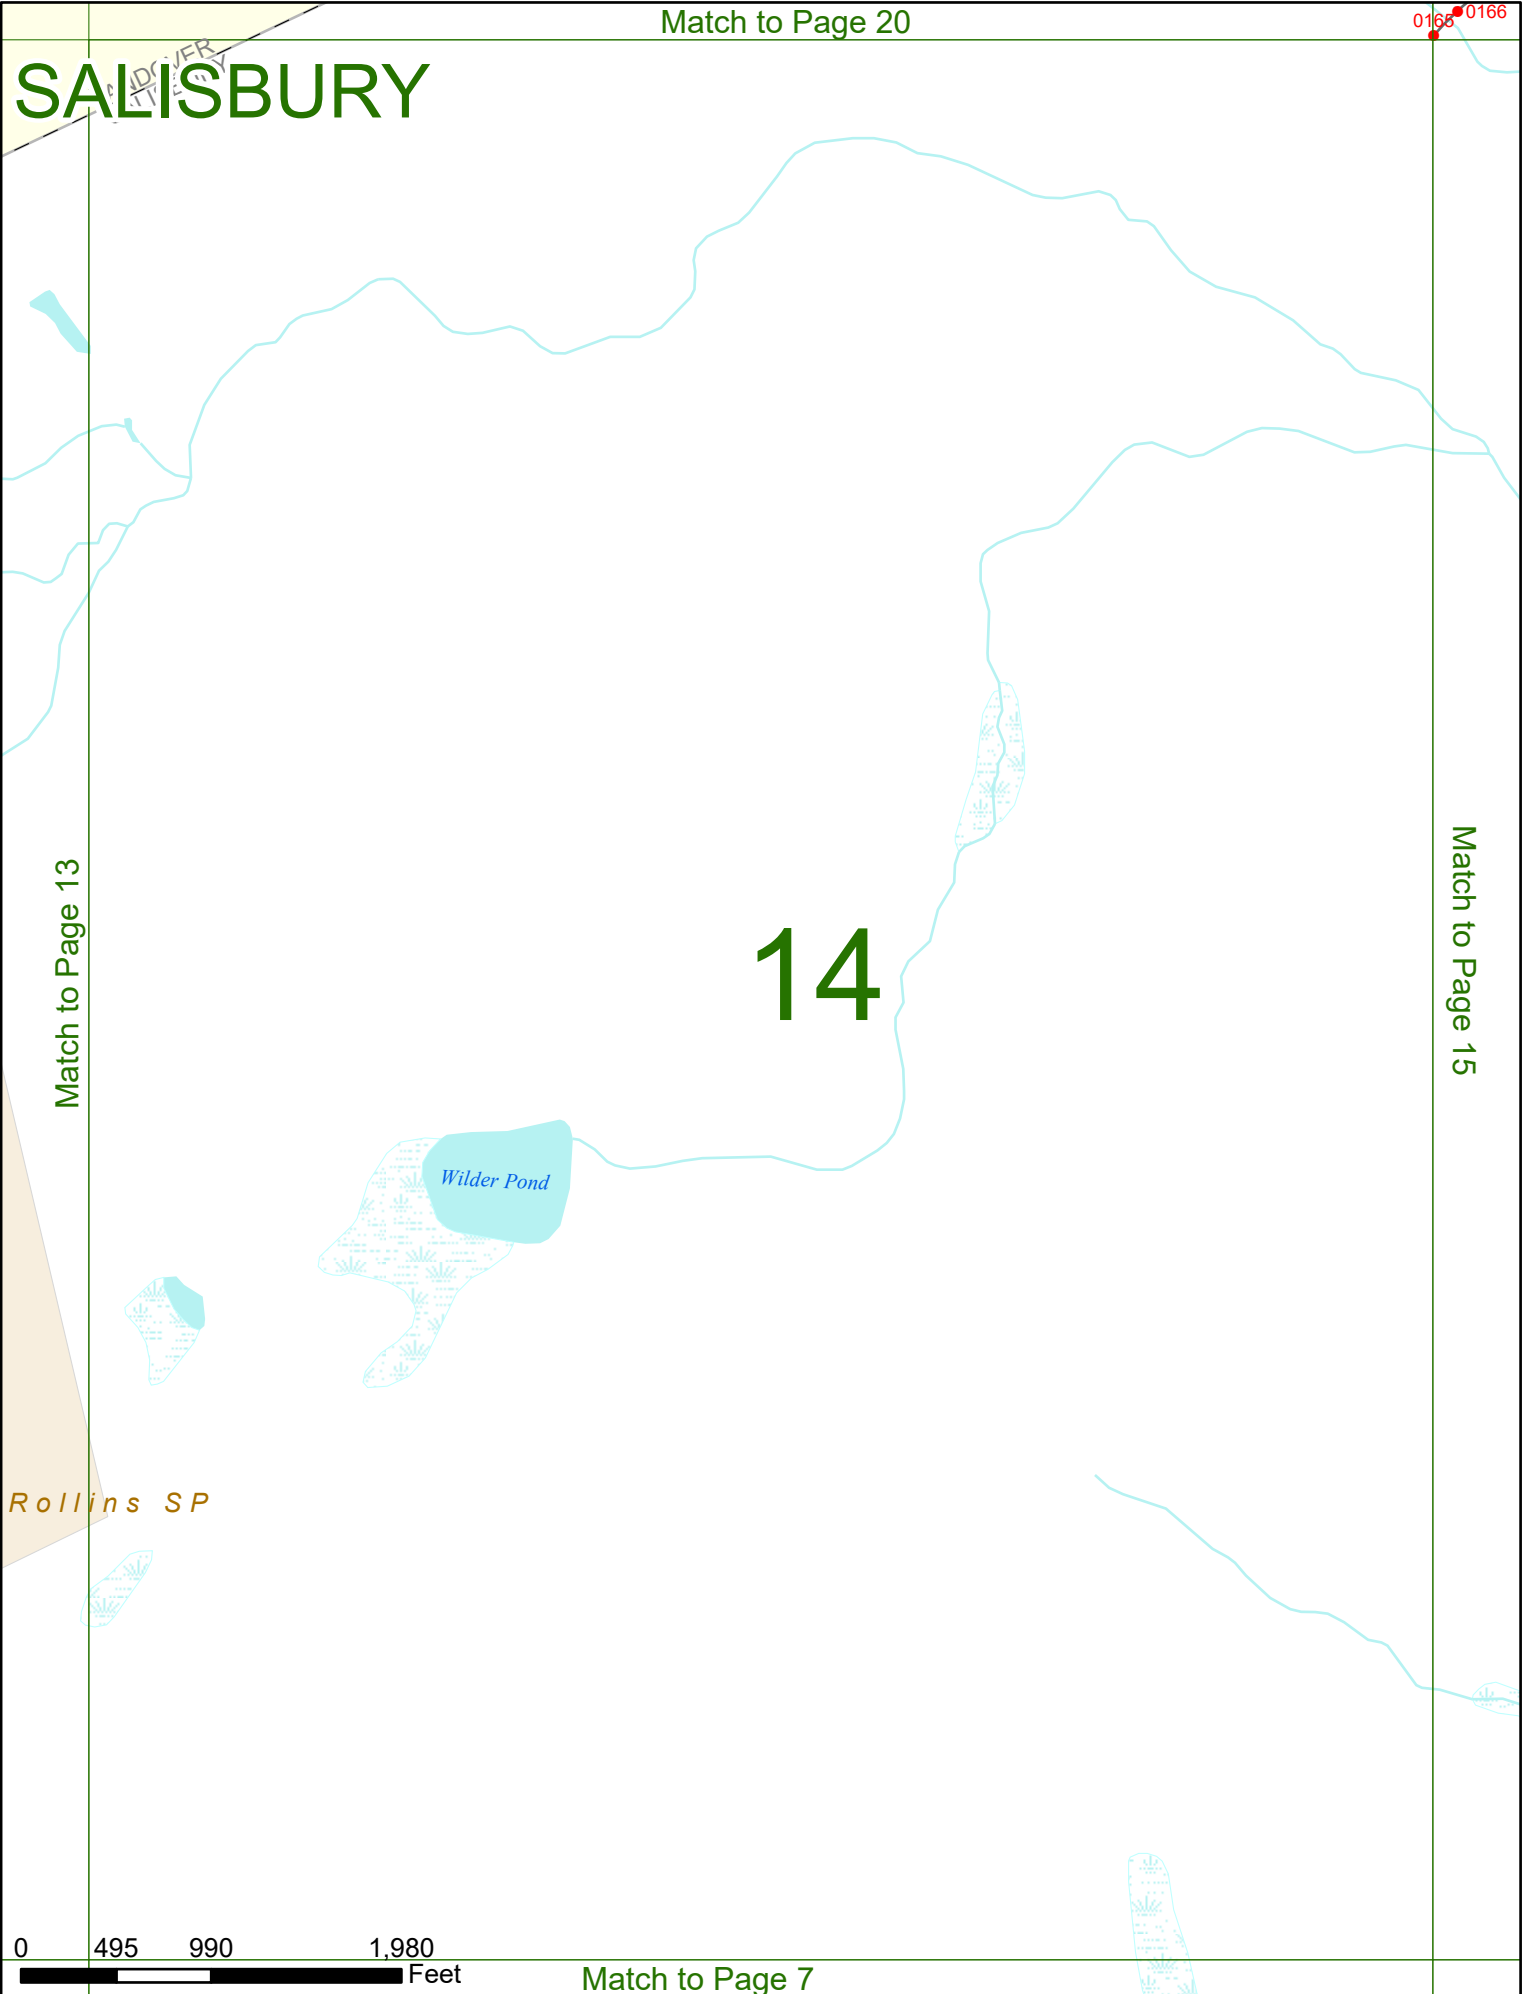 Match to Page 20
0165
0166
ANDOVER
SALISBURY
Match to Page 13
Match to Page 15
14
Wilder Pond
Rollins SP
0 495 990 1,980
Feet
Match to Page 7